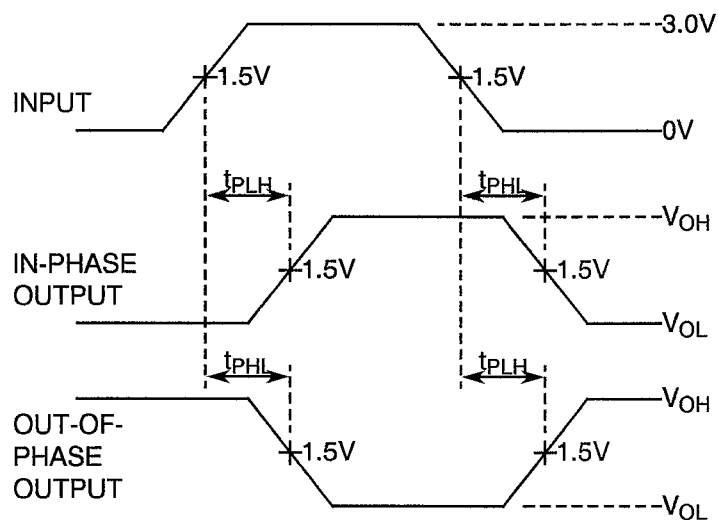 3.0V
1.5V 1.5V
INPUT
0V
tPLH tPHL
VOH
IN-PHASE
OUTPUT
1.5V 1.5V
VOL
tPHL tPLH
VOH
OUT-OF-
PHASE
OUTPUT
1.5V 1.5V
VOL